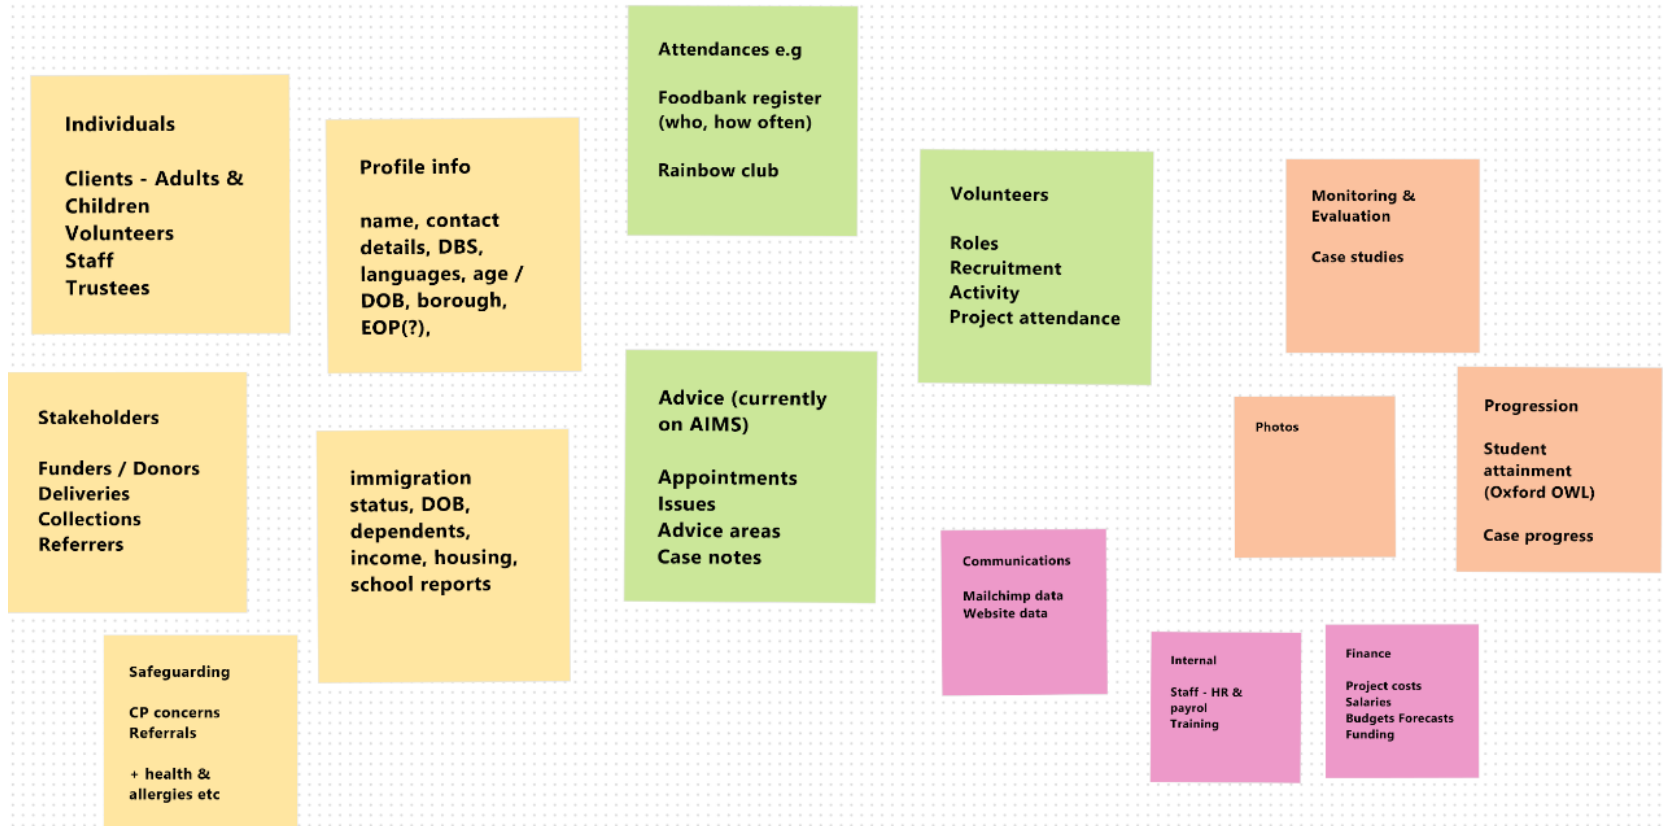 Individuals
Clients - Adults &
Children
Volunteers
Staff
Trustees
Profile info
name, contact
details, DBS,
languages, age /
DOB, borough,
EOP(?),
Attendances e.g
Foodbank register
(who, how often)
Rainbow club
Volunteers
Roles
Recruitment
Activity
Project attendance
Monitoring &
Evaluation
Case studies
Stakeholders
Funders / Donors
Deliveries
Collections
Referrers
immigration
status, DOB,
dependents,
income, housing,
school reports
Advice (currently
on AIMS)
Appointments
Issues
Advice areas
Case notes
Photos
Progression
Student
attainment
(Oxford OWL)
Case progress
Safeguarding
CP concerns
Referrals
+ health &
allergies etc
Communications
Mailchimp data
Website data
Internal
Staff - HR &
payrol
Training
Finance
Project costs
Salaries
Budgets Forecasts
Funding